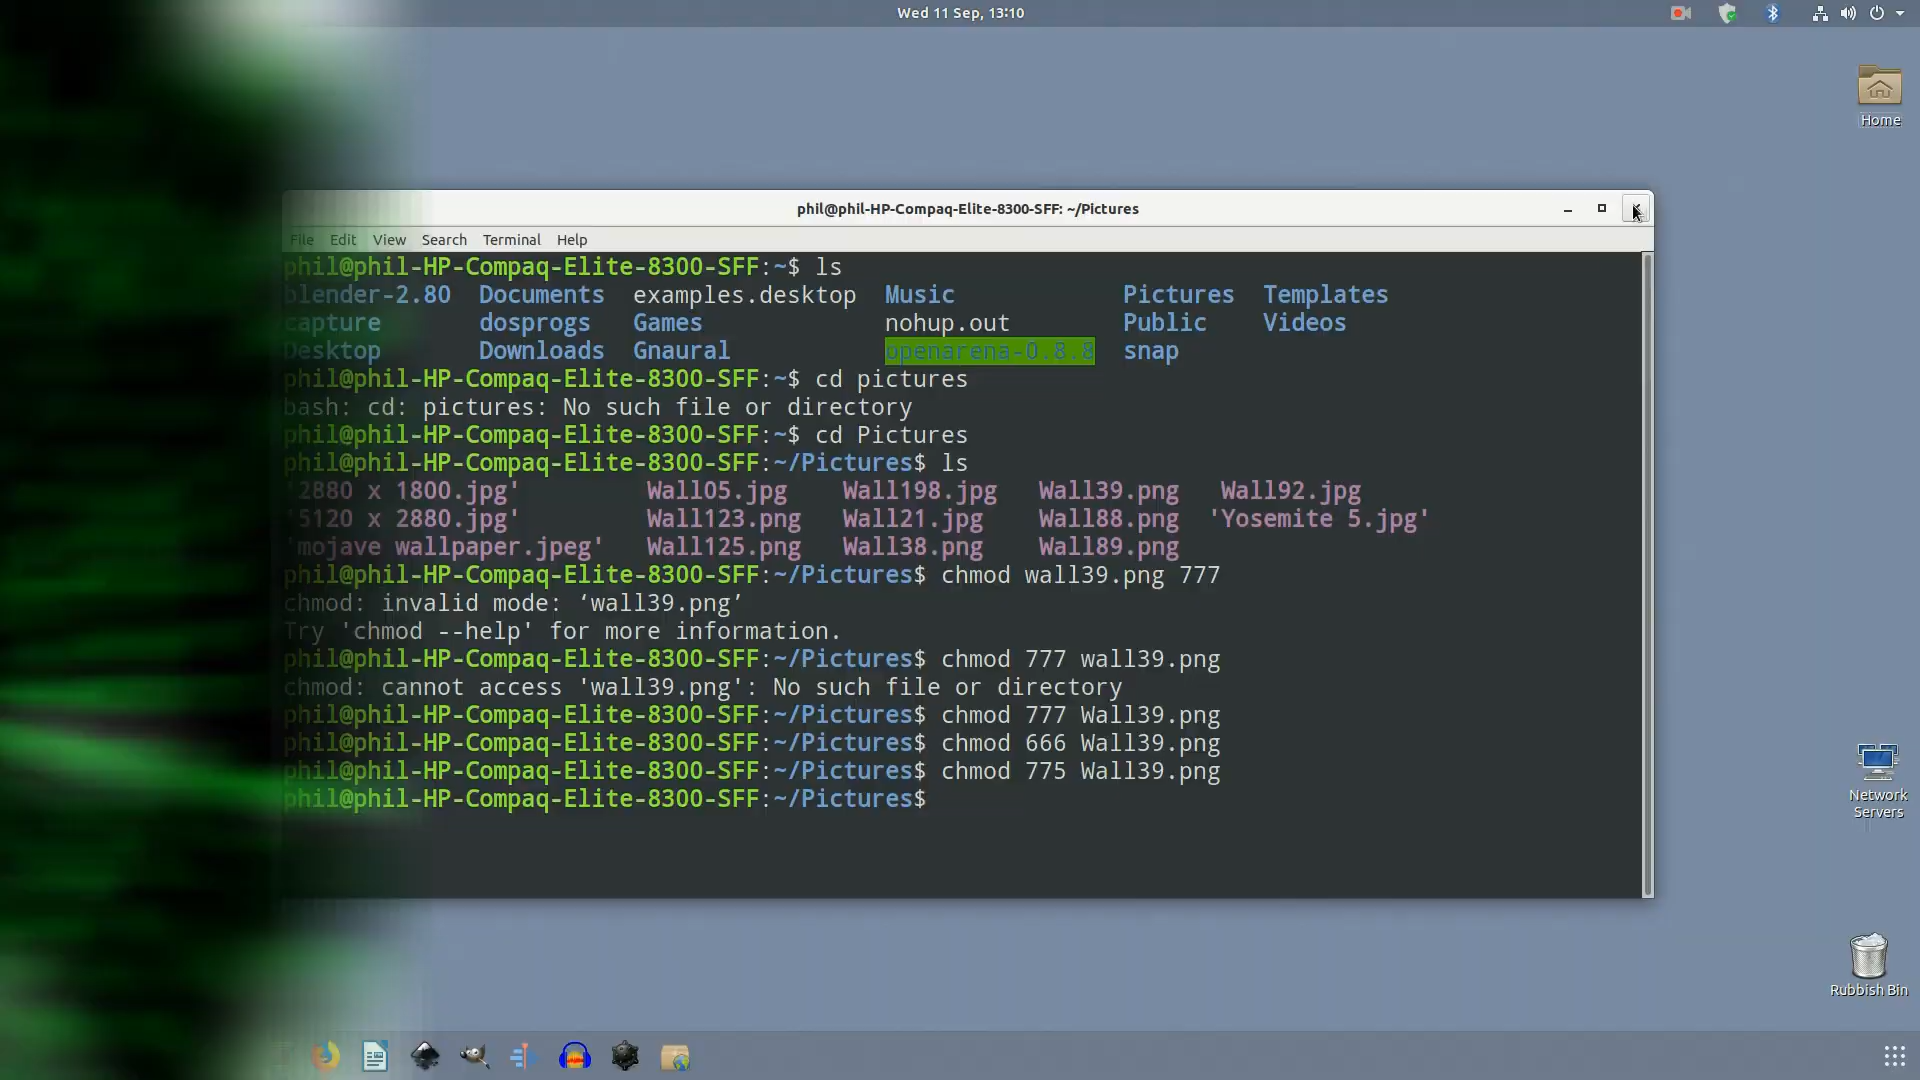 Wed 11 Sep, 13:10
Home
phil@phil-HP-Compaq-Elite-8300-SFF: ~/Pictures
File Edit View Search Terminal Help
phil@phil-HP-Compaq-Elite-8300-SFF:~$ ls
blender-2.80 Documents examples.desktop Music Pictures Templates
capture dosprogs Games nohup.out Public Videos
Desktop Downloads Gnaural openarena-0.8.8 snap
phil@phil-HP-Compaq-Elite-8300-SFF:~$ cd pictures
bash: cd: pictures: No such file or directory
phil@phil-HP-Compaq-Elite-8300-SFF:~$ cd Pictures
phil@phil-HP-Compaq-Elite-8300-SFF:~/Pictures$ ls
'2880 x 1800.jpg' Wall05.jpg Wall198.jpg Wall39.png Wall92.jpg
'5120 x 2880.jpg' Wall123.png Wall21.jpg Wall88.png 'Yosemite 5.jpg'
'mojave wallpaper.jpeg' Wall125.png Wall38.png Wall89.png
phil@phil-HP-Compaq-Elite-8300-SFF:~/Pictures$ chmod wall39.png 777
chmod: invalid mode: ‘wall39.png’
Try 'chmod --help' for more information.
phil@phil-HP-Compaq-Elite-8300-SFF:~/Pictures$ chmod 777 wall39.png
chmod: cannot access 'wall39.png': No such file or directory
phil@phil-HP-Compaq-Elite-8300-SFF:~/Pictures$ chmod 777 Wall39.png
phil@phil-HP-Compaq-Elite-8300-SFF:~/Pictures$ chmod 666 Wall39.png
phil@phil-HP-Compaq-Elite-8300-SFF:~/Pictures$ chmod 775 Wall39.png
phil@phil-HP-Compaq-Elite-8300-SFF:~/Pictures$
Network
Servers
Rubbish Bin